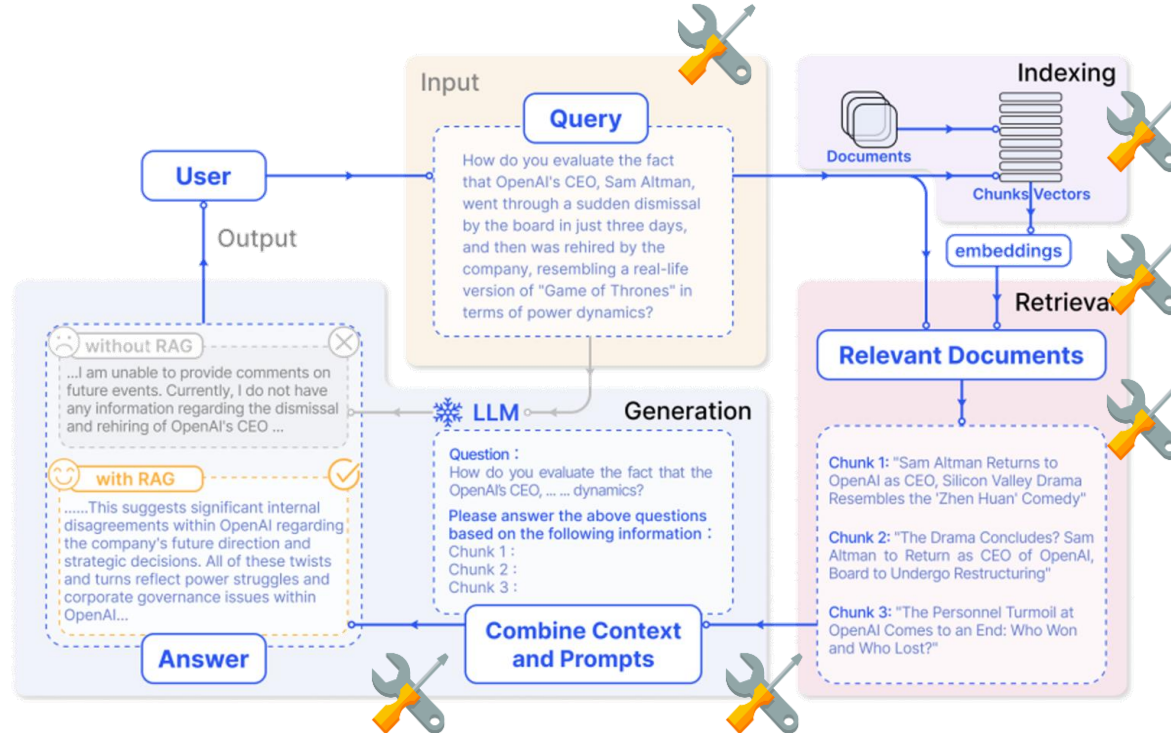 Input
Query
How do you evaluate the fact
that OpenAI's CEO, Sam Altman,
went through a sudden dismissal
by the board in just three days,
and then was rehired by the
company, resembling a real-life
version of "Game of Thrones" in
terms of power dynamics?
Indexing
Documents
Chunks Vectors
embeddings
User
Output
Retrieval
Relevant Documents
Chunk 1: "Sam Altman Returns to
OpenAI as CEO, Silicon Valley Drama
Resembles the 'Zhen Huan' Comedy"
Chunk 2: "The Drama Concludes? Sam
Altman to Return as CEO of OpenAI,
Board to Undergo Restructuring"
Chunk 3: "The Personnel Turmoil at
OpenAI Comes to an End: Who Won
and Who Lost?"
LLM
Generation
Question :
How do you evaluate the fact that the
OpenAI's CEO, ... ... dynamics?
Please answer the above questions
based on the following information :
Chunk 1 :
Chunk 2 :
Chunk 3 :
Combine Context
and Prompts
without RAG
...I am unable to provide comments on
future events. Currently, I do not have
any information regarding the dismissal
and rehiring of OpenAI's CEO ...
with RAG
......This suggests significant internal
disagreements within OpenAI regarding
the company's future direction and
strategic decisions. All of these twists
and turns reflect power struggles and
corporate governance issues within
OpenAI...
Answer